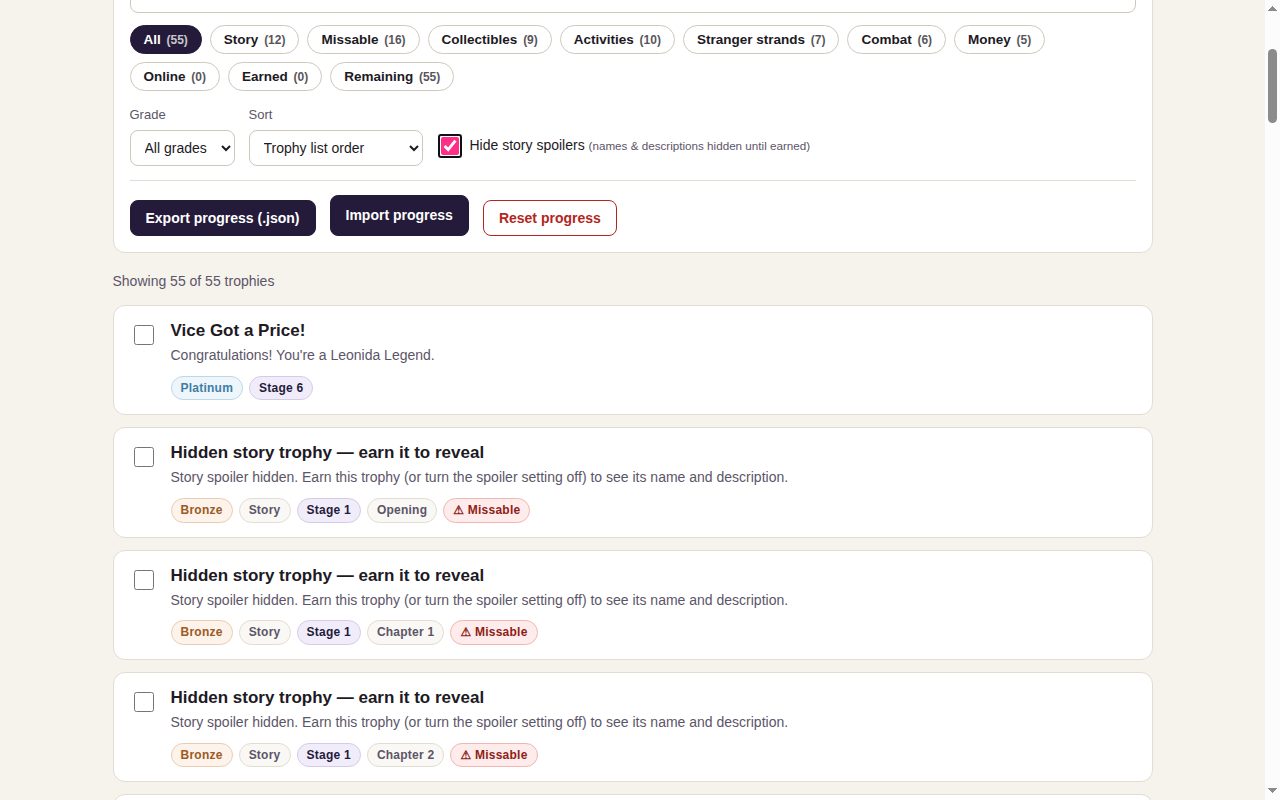 All (55) Story (12) Missable (16) Collectibles (9) Activities (10) Stranger strands (7) Combat (6) Money (5)
Online (0) Earned (0) Remaining (55)
Grade Sort
All grades Trophy list order Hide story spoilers (names & descriptions hidden until earned)
Export progress (.json) Import progress Reset progress
Showing 55 of 55 trophies
Vice Got a Price!
Congratulations! You're a Leonida Legend.
Platinum Stage 6
Hidden story trophy — earn it to reveal
Story spoiler hidden. Earn this trophy (or turn the spoiler setting off) to see its name and description.
Bronze Story Stage 1 Opening ⚠ Missable
Hidden story trophy — earn it to reveal
Story spoiler hidden. Earn this trophy (or turn the spoiler setting off) to see its name and description.
Bronze Story Stage 1 Chapter 1 ⚠ Missable
Hidden story trophy — earn it to reveal
Story spoiler hidden. Earn this trophy (or turn the spoiler setting off) to see its name and description.
Bronze Story Stage 1 Chapter 2 ⚠ Missable